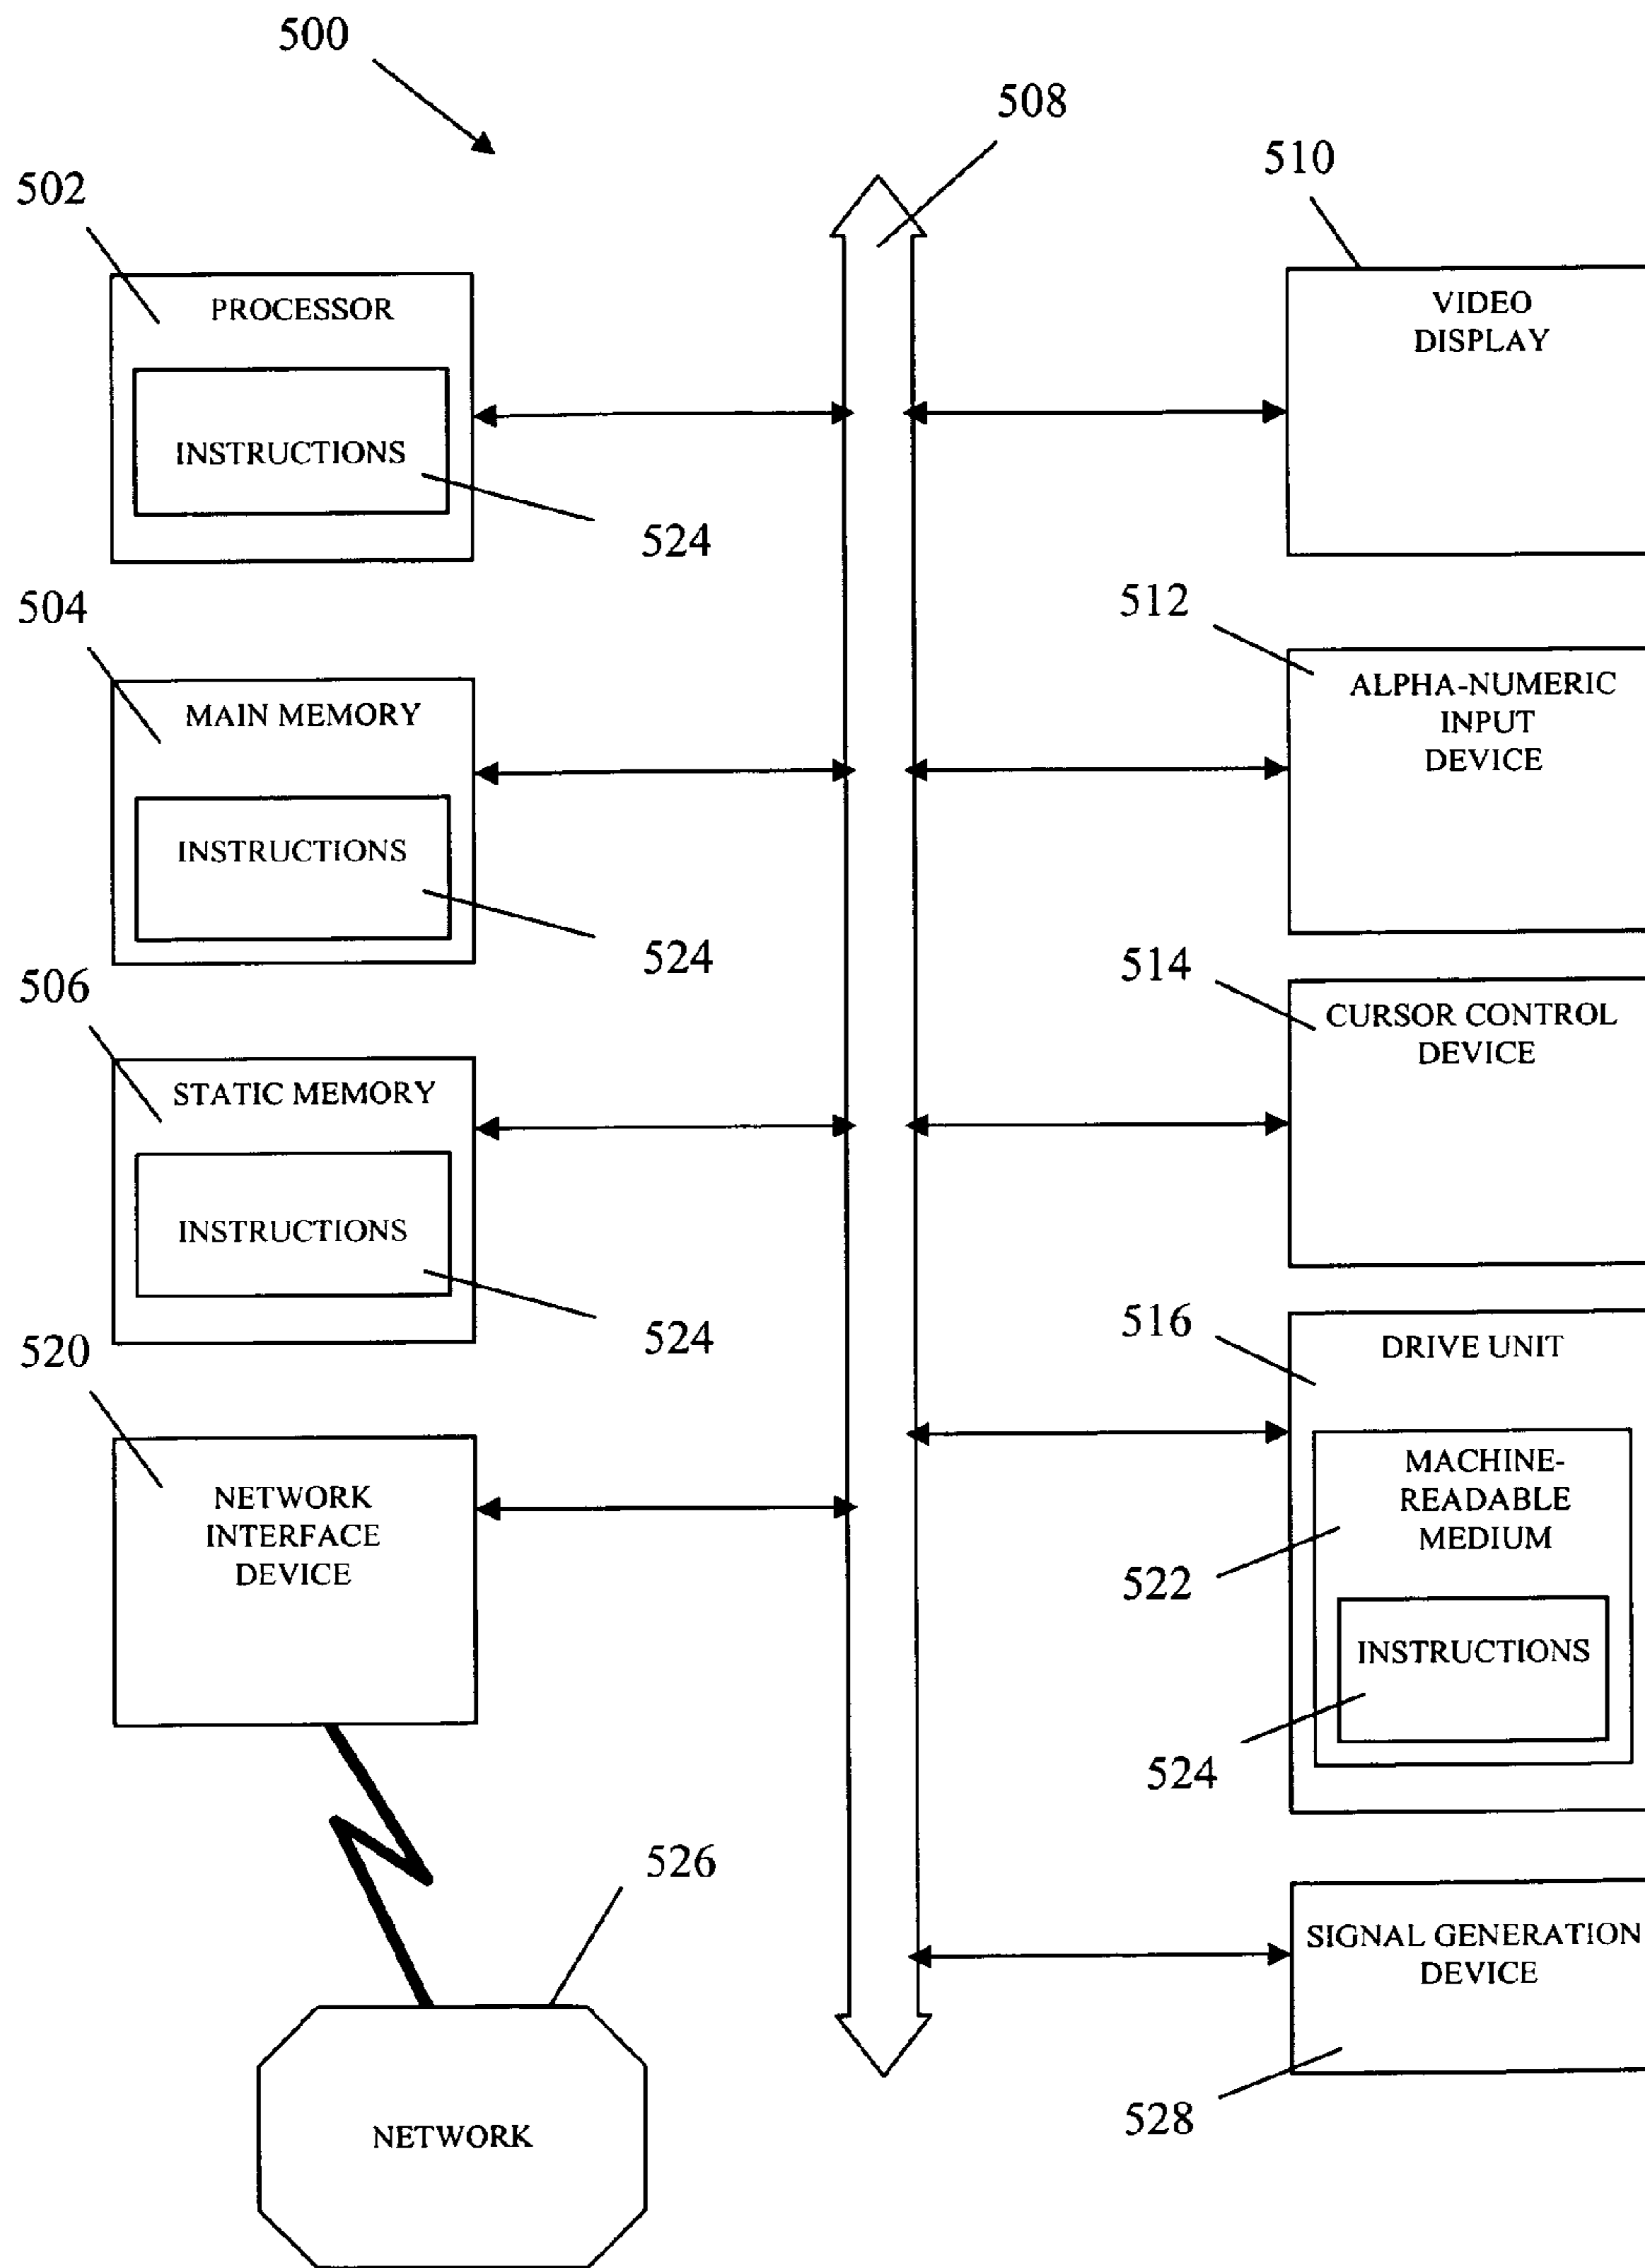 500
508
510
502
PROCESSOR
INSTRUCTIONS
524
VIDEO
DISPLAY
504
MAIN MEMORY
INSTRUCTIONS
524
512
ALPHA-NUMERIC
INPUT
DEVICE
506
STATIC MEMORY
INSTRUCTIONS
524
514
CURSOR CONTROL
DEVICE
520
NETWORK
INTERFACE
DEVICE
516
DRIVE UNIT
MACHINE-
READABLE
MEDIUM
522
INSTRUCTIONS
524
526
NETWORK
SIGNAL GENERATION
DEVICE
528